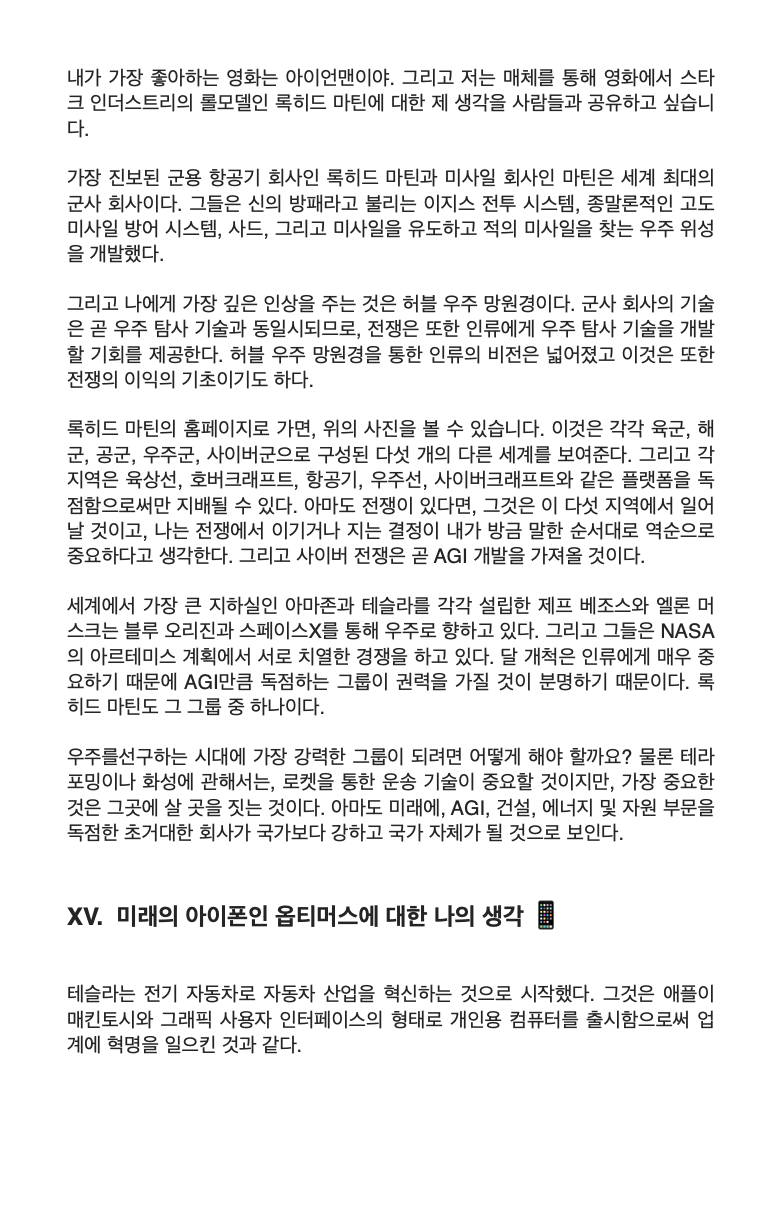 내가 가장 좋아하는 영화는 아이언맨이야. 그리고 저는 매체를 통해 영화에서 스타
크 인더스트리의 롤모델인 록히드 마틴에 대한 제 생각을 사람들과 공유하고 싶습니
다.
가장 진보된 군용 항공기 회사인 록히드 마틴과 미사일 회사인 마틴은 세계 최대의
군사 회사이다. 그들은 신의 방패라고 불리는 이지스 전투 시스템, 종말론적인 고도
미사일 방어 시스템, 사드, 그리고 미사일을 유도하고 적의 미사일을 찾는 우주 위성
을 개발했다.
그리고 나에게 가장 깊은 인상을 주는 것은 허블 우주 망원경이다. 군사 회사의 기술
은 곧 우주 탐사 기술과 동일시되므로, 전쟁은 또한 인류에게 우주 탐사 기술을 개발
할 기회를 제공한다. 허블 우주 망원경을 통한 인류의 비전은 넓어졌고 이것은 또한
전쟁의 이익의 기초이기도 하다.
록히드 마틴의 홈페이지로 가면, 위의 사진을 볼 수 있습니다. 이것은 각각 육군, 해
군, 공군, 우주군, 사이버군으로 구성된 다섯 개의 다른 세계를 보여준다. 그리고 각
지역은 육상선, 호버크래프트, 항공기, 우주선, 사이버크래프트와 같은 플랫폼을 독
점함으로써만 지배될 수 있다. 아마도 전쟁이 있다면, 그것은 이 다섯 지역에서 일어
날 것이고, 나는 전쟁에서 이기거나 지는 결정이 내가 방금 말한 순서대로 역순으로
중요하다고 생각한다. 그리고 사이버 전쟁은 곧 AGI 개발을 가져올 것이다.
세계에서 가장 큰 지하실인 아마존과 테슬라를 각각 설립한 제프 베조스와 엘론 머
스크는 블루 오리진과 스페이스X를 통해 우주로 향하고 있다. 그리고 그들은 NASA
의 아르테미스 계획에서 서로 치열한 경쟁을 하고 있다. 달 개척은 인류에게 매우 중
요하기 때문에 AGI만큼 독점하는 그룹이 권력을 가질 것이 분명하기 때문이다. 록
히드 마틴도 그 그룹 중 하나이다.
우주를선구하는 시대에 가장 강력한 그룹이 되려면 어떻게 해야 할까요? 물론 테라
포밍이나 화성에 관해서는, 로켓을 통한 운송 기술이 중요할 것이지만, 가장 중요한
것은 그곳에 살 곳을 짓는 것이다. 아마도 미래에, AGI, 건설, 에너지 및 자원 부문을
독점한 초거대한 회사가 국가보다 강하고 국가 자체가 될 것으로 보인다.
XV. 미래의 아이폰인 옵티머스에 대한 나의 생각 📱
테슬라는 전기 자동차로 자동차 산업을 혁신하는 것으로 시작했다. 그것은 애플이
매킨토시와 그래픽 사용자 인터페이스의 형태로 개인용 컴퓨터를 출시함으로써 업
계에 혁명을 일으킨 것과 같다.